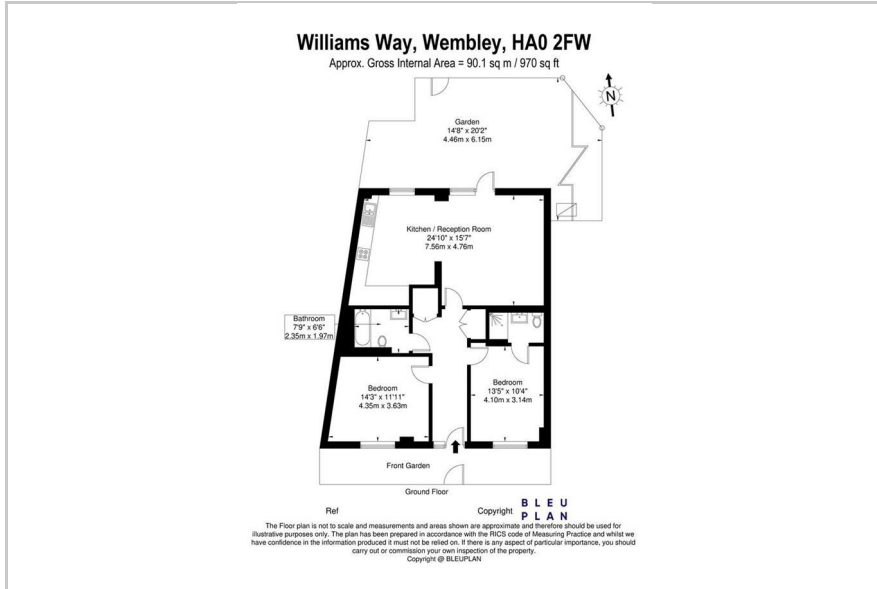 Williams Way, Wembley, HA0 2FW
Approx. Gross Internal Area = 90.1 sq m / 970 sq ft
N
Garden
14'8" x 20'2"
4.46m x 6.15m
Kitchen / Reception Room
24'10" x 15'7"
7.56m x 4.76m
Bathroom
7'9" x 6'6"
2.35m x 1.97m
Bedroom
14'3" x 11'11"
4.35m x 3.63m
Bedroom
13'5" x 10'4"
4.10m x 3.14m
Front Garden
Ground Floor
Ref
Copyright
BLEU
PLAN
The Floor plan is not to scale and measurements and areas shown are approximate and therefore should be used for
illustrative purposes only. The plan has been prepared in accordance with the RICS code of Measuring Practice and whilst we
have confidence in the information produced it must not be relied on. If there is any aspect of particular importance, you should
carry out or commission your own inspection of the property.
Copyright @ BLEUPLAN